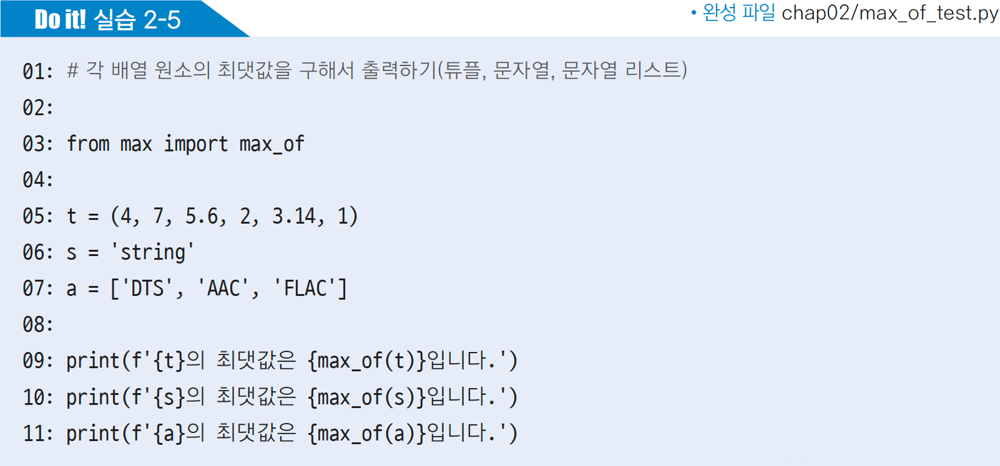 Do it! 실습 2-5
• 완성 파일 chap02/max_of_test.py
01: # 각 배열 원소의 최댓값을 구해서 출력하기(튜플, 문자열, 문자열 리스트)
02:
03: from max import max_of
04:
05: t = (4, 7, 5.6, 2, 3.14, 1)
06: s = 'string'
07: a = ['DTS', 'AAC', 'FLAC']
08:
09: print(f'{t}의 최댓값은 {max_of(t)}입니다.')
10: print(f'{s}의 최댓값은 {max_of(s)}입니다.')
11: print(f'{a}의 최댓값은 {max_of(a)}입니다.')